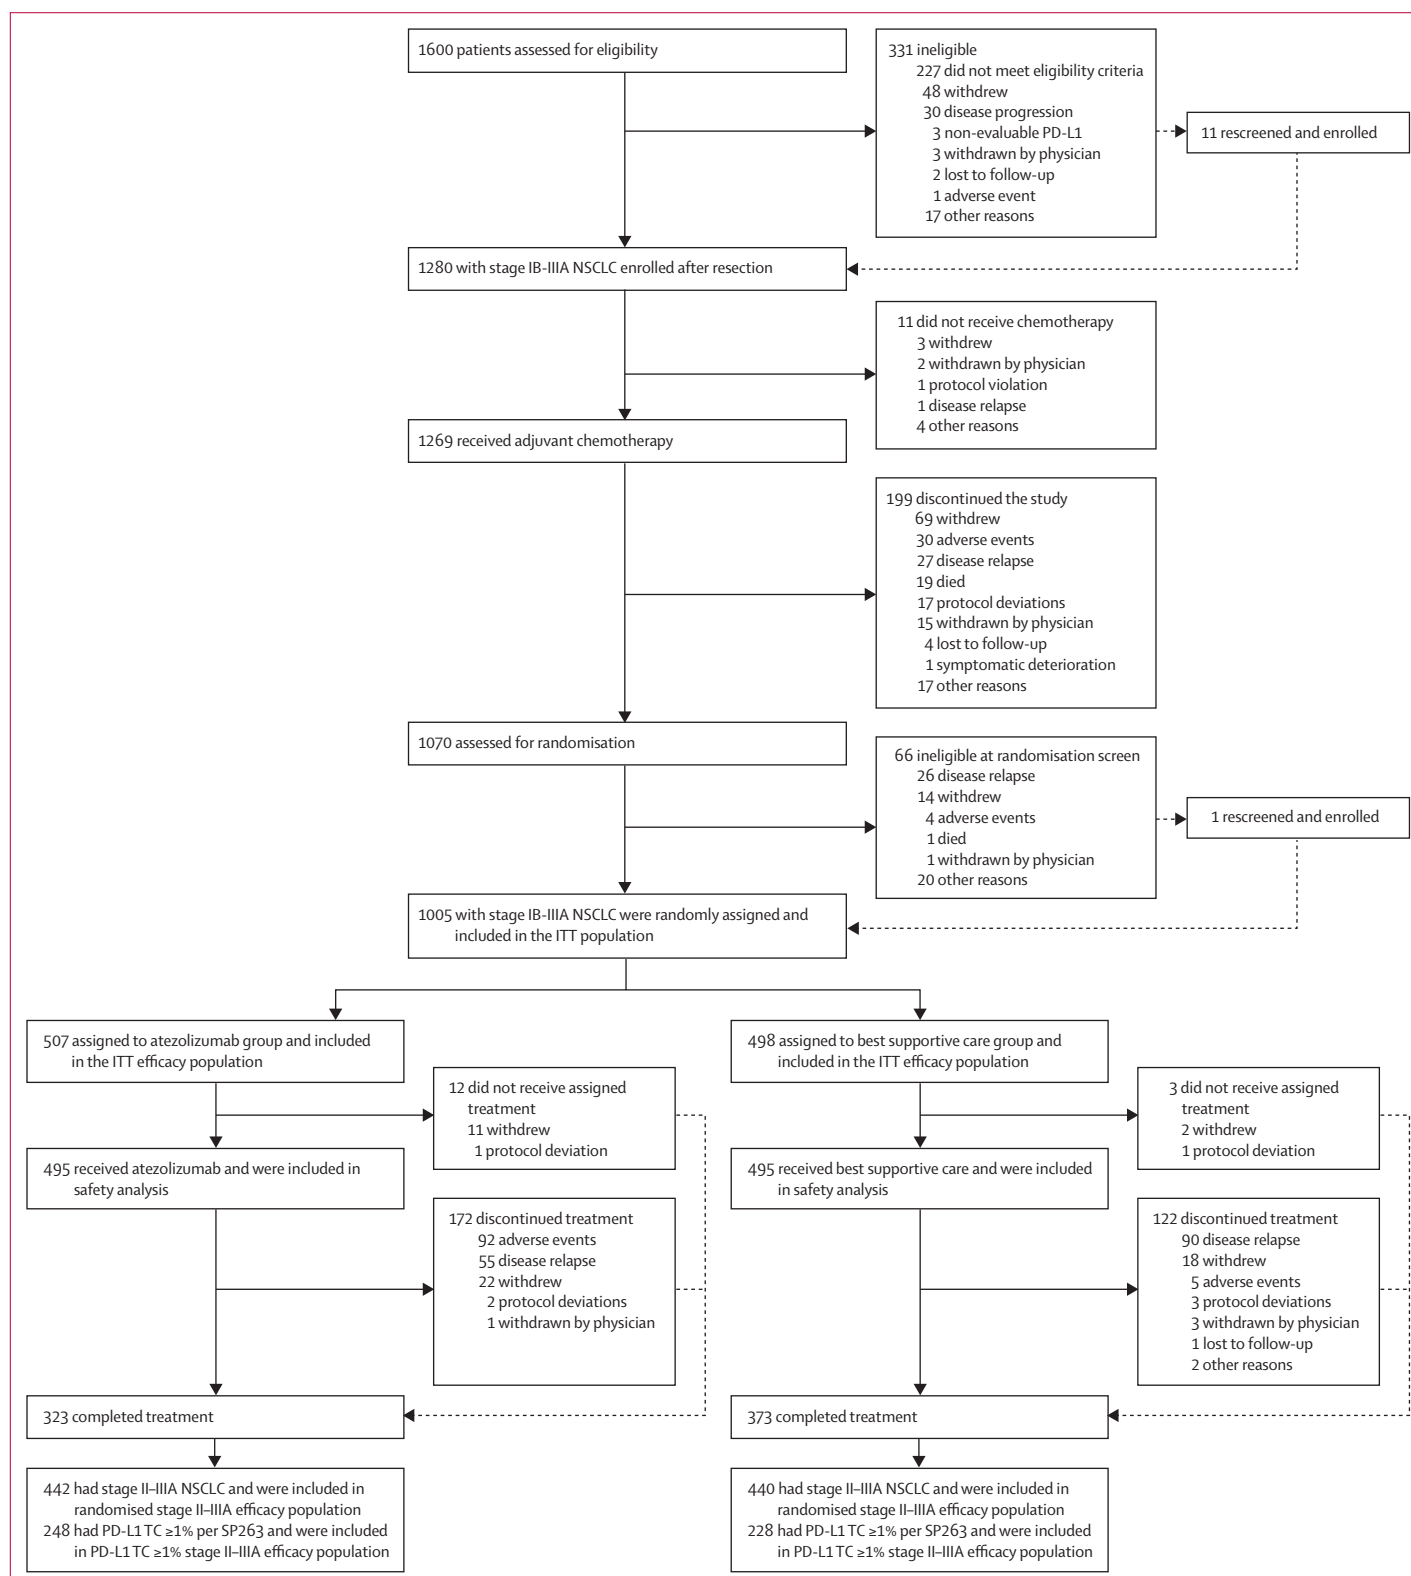 1600 patients assessed for eligibility
331 ineligible
227 did not meet eligibility criteria
48 withdrew
30 disease progression
3 non-evaluable PD-L1
3 withdrawn by physician
2 lost to follow-up
1 adverse event
17 other reasons
11 rescreened and enrolled
1280 with stage IB-IIIA NSCLC enrolled after resection
11 did not receive chemotherapy
3 withdrew
2 withdrawn by physician
1 protocol violation
1 disease relapse
4 other reasons
1269 received adjuvant chemotherapy
199 discontinued the study
69 withdrew
30 adverse events
27 disease relapse
19 died
17 protocol deviations
15 withdrawn by physician
4 lost to follow-up
1 symptomatic deterioration
17 other reasons
1070 assessed for randomisation
66 ineligible at randomisation screen
26 disease relapse
14 withdrew
4 adverse events
1 died
1 withdrawn by physician
20 other reasons
1 rescreened and enrolled
1005 with stage IB-IIIA NSCLC were randomly assigned and
included in the ITT population
507 assigned to atezolizumab group and included
in the ITT efficacy population
498 assigned to best supportive care group and
included in the ITT efficacy population
12 did not receive assigned
treatment
11 withdrew
1 protocol deviation
3 did not receive assigned
treatment
2 withdrew
1 protocol deviation
495 received atezolizumab and were included in
safety analysis
495 received best supportive care and were included
in safety analysis
172 discontinued treatment
92 adverse events
55 disease relapse
22 withdrew
2 protocol deviations
1 withdrawn by physician
122 discontinued treatment
90 disease relapse
18 withdrew
5 adverse events
3 protocol deviations
3 withdrawn by physician
1 lost to follow-up
2 other reasons
323 completed treatment
373 completed treatment
442 had stage II–IIIA NSCLC and were included in
randomised stage II–IIIA efficacy population
248 had PD-L1 TC ≥1% per SP263 and were included
in PD-L1 TC ≥1% stage II–IIIA efficacy population
440 had stage II–IIIA NSCLC and were included in
randomised stage II–IIIA efficacy population
228 had PD-L1 TC ≥1% per SP263 and were included
in PD-L1 TC ≥1% stage II–IIIA efficacy population